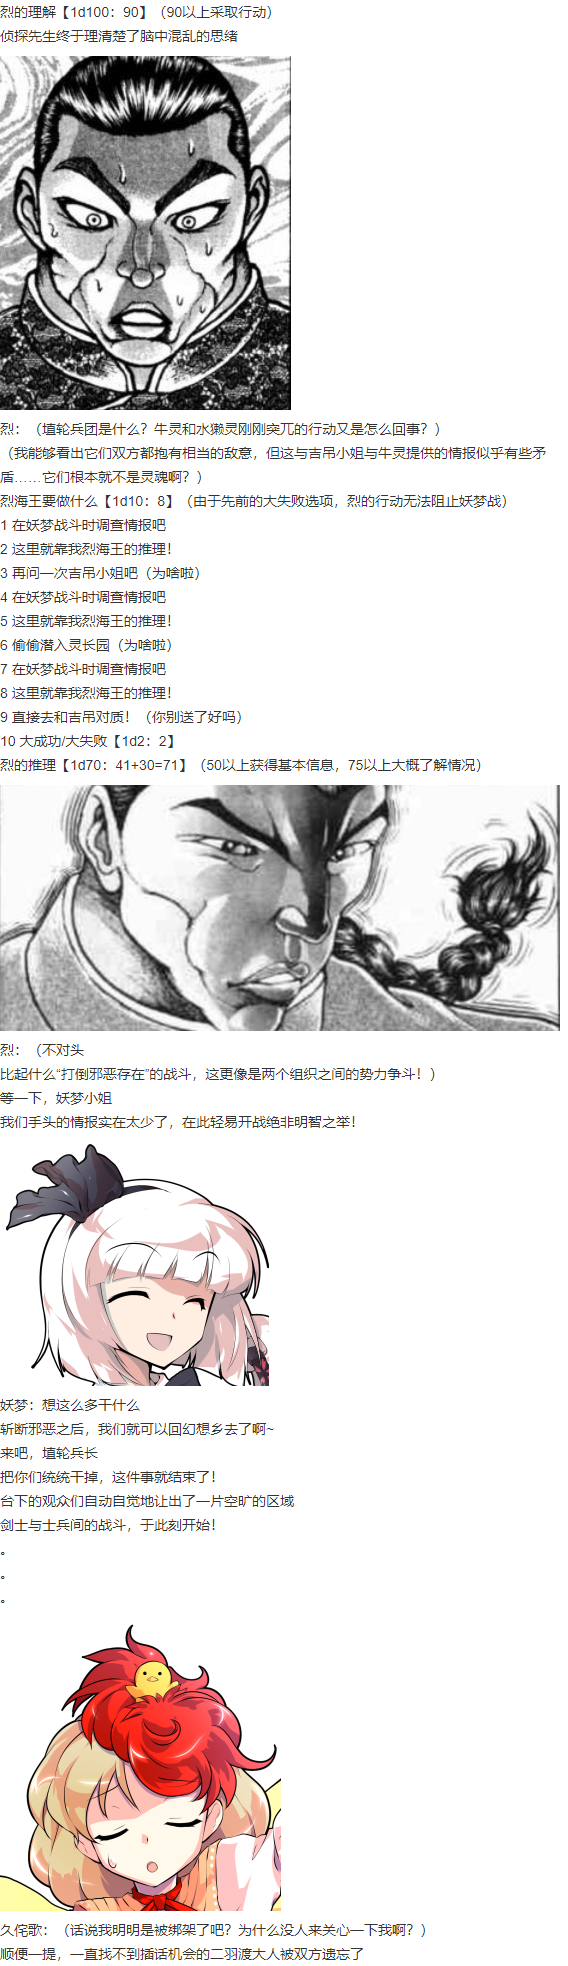 烈的理解【1d100：90】（90以上采取行动）
侦探先生终于理清楚了脑中混乱的思绪
烈：（埴轮兵团是什么？牛灵和水獭灵刚刚突兀的行动又是怎么回事？）
（我能够看出它们双方都抱有相当的敌意，但这与吉吊小姐与牛灵提供的情报似乎有些矛
盾……它们根本就不是灵魂啊？）
烈海王要做什么【1d10：8】（由于先前的大失败选项，烈的行动无法阻止妖梦战）
1 在妖梦战斗时调查情报吧
2 这里就靠我烈海王的推理！
3 再问一次吉吊小姐吧（为啥啦）
4 在妖梦战斗时调查情报吧
5 这里就靠我烈海王的推理！
6 偷偷潜入灵长园（为啥啦）
7 在妖梦战斗时调查情报吧
8 这里就靠我烈海王的推理！
9 直接去和吉吊对质！（你别送了好吗）
10 大成功/大失败【1d2：2】
烈的推理【1d70：41+30=71】（50以上获得基本信息，75以上大概了解情况）
烈：（不对头
比起什么“打倒邪恶存在”的战斗，这更像是两个组织之间的势力争斗！）
等一下，妖梦小姐
我们手头的情报实在太少了，在此轻易开战绝非明智之举！
妖梦：想这么多干什么
斩断邪恶之后，我们就可以回幻想乡去了啊~
来吧，埴轮兵长
把你们统统干掉，这件事就结束了！
台下的观众们自动自觉地让出了一片空旷的区域
剑士与士兵间的战斗，于此刻开始！
。
。
。
久侘歌：（话说我明明是被绑架了吧？为什么没人来关心一下我啊？）
顺便一提，一直找不到插话机会的二羽渡大人被双方遗忘了